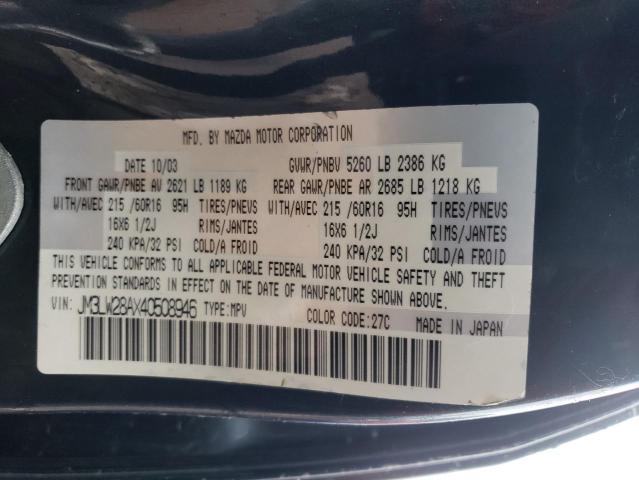 MFD. BY MAZDA MOTOR CORPORATION
DATE 10/03 GVWR/PNBV 5260 LB 2386 KG
FRONT GAWR/PNBE AV 2621 LB 1189 KG REAR GAWR/PNBE AR 2685 LB 1218 KG
WITH/AVEC 215 /60R16 95H TIRES/PNEVS WITH/AVEC 215 /60R16 95H TIRES/PNEVS
16X6 1/2J RIMS/JANTES 16X6 1/2J RIMS/JANTES
240 KPA/32 PSI COLD/A FROID 240 KPA/32 PSI COLD/A FROID
THIS VEHICLE CONFORMS TO ALL APPLICABLE FEDERAL MOTOR VEHICLE SAFETY AND THEFT
PREVENTION STANDARDS IN EFFECT ON THE DATE OF MANUFACTURE SHOWN ABOVE.
VIN: JM3LW28AX40508946 TYPE:MPV COLOR CODE:27C MADE IN JAPAN